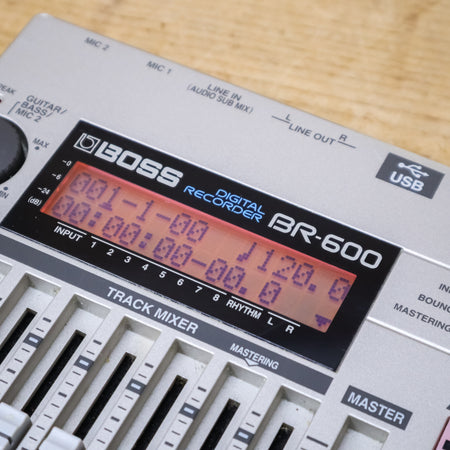 MIC 2
MIC 1
LINE IN
(AUDIO SUB MIX)
L
LINE OUT
R
PEAK
GUITAR/
BASS/
MIC 2
MAX
MIN
USB
BOSS
DIGITAL
RECORDER
BR-600
-0
-6
-24
(dB)
001-1-00 ♩120.0
00:00:00-00.0
INPUT 1 2 3 4 5 6 7 8 RHYTHM L R
TRACK MIXER
MASTERING
MASTER
BOUNC
MASTERING